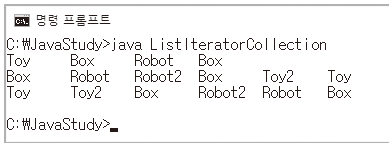 명령 프롬프트
C:₩JavaStudy>java ListIteratorCollection
Toy Box Robot Box
Box Robot Robot2 Box Toy2 Toy
Toy Toy2 Box Robot2 Robot Box
C:₩JavaStudy>